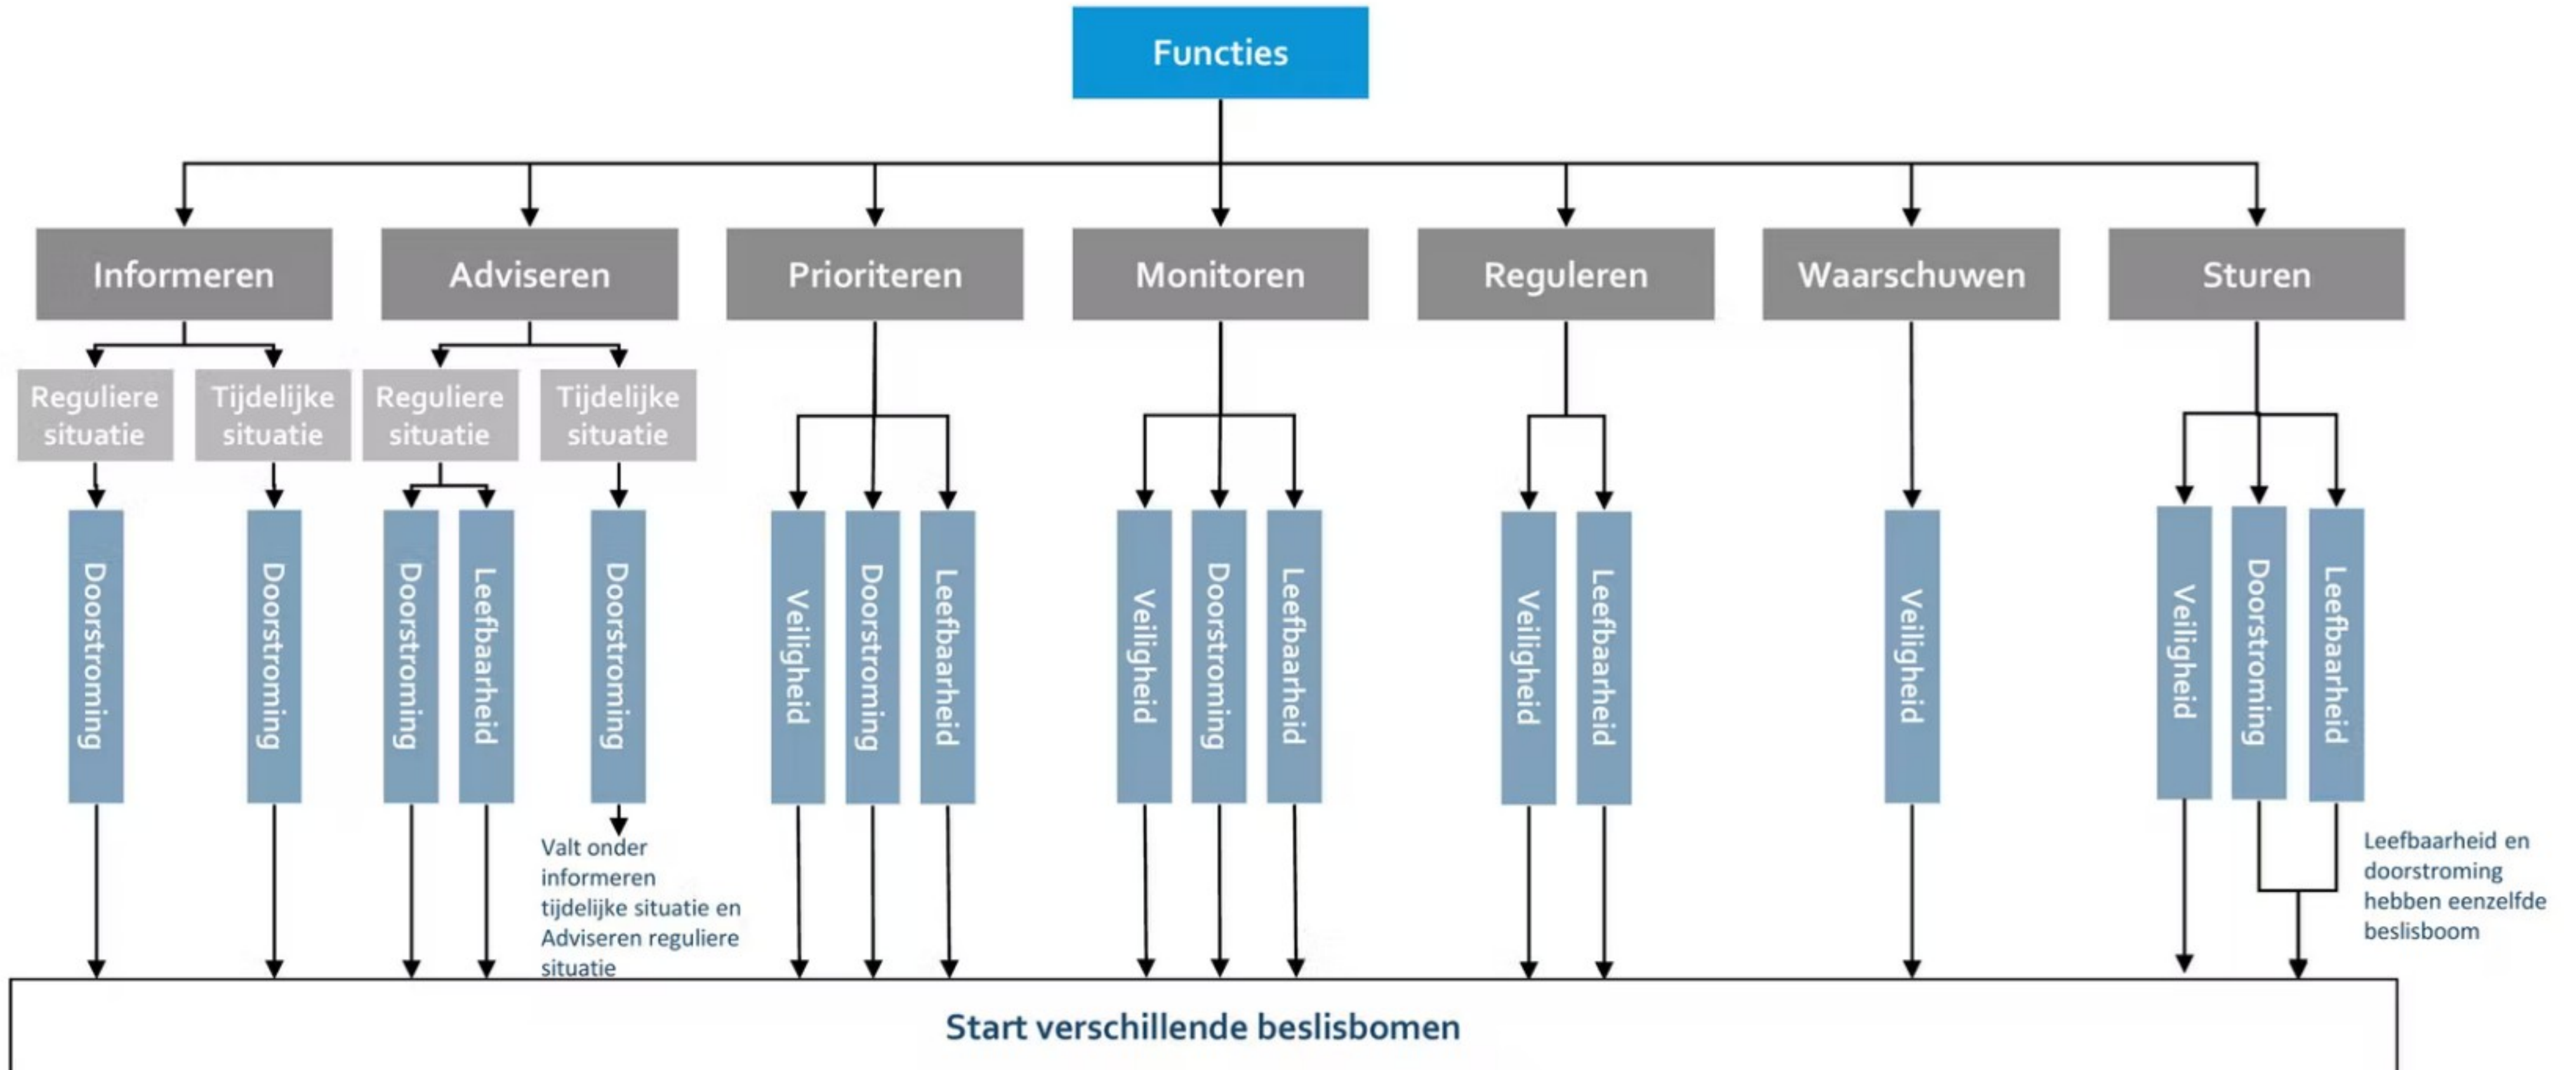 Functies
Informeren
Adviseren
Prioriteren
Monitoren
Reguleren
Waarschuwen
Sturen
Reguliere
situatie
Tijdelijke
situatie
Reguliere
situatie
Tijdelijke
situatie
Doorstroming
Doorstroming
Doorstroming
Leefbaarheid
Doorstroming
Veiligheid
Doorstroming
Leefbaarheid
Veiligheid
Doorstroming
Leefbaarheid
Veiligheid
Leefbaarheid
Veiligheid
Veiligheid
Doorstroming
Leefbaarheid
Valt onder
informeren
tijdelijke situatie en
Adviseren reguliere
situatie
Leefbaarheid en
doorstroming
hebben eenzelfde
beslisboom
Start verschillende beslisbomen